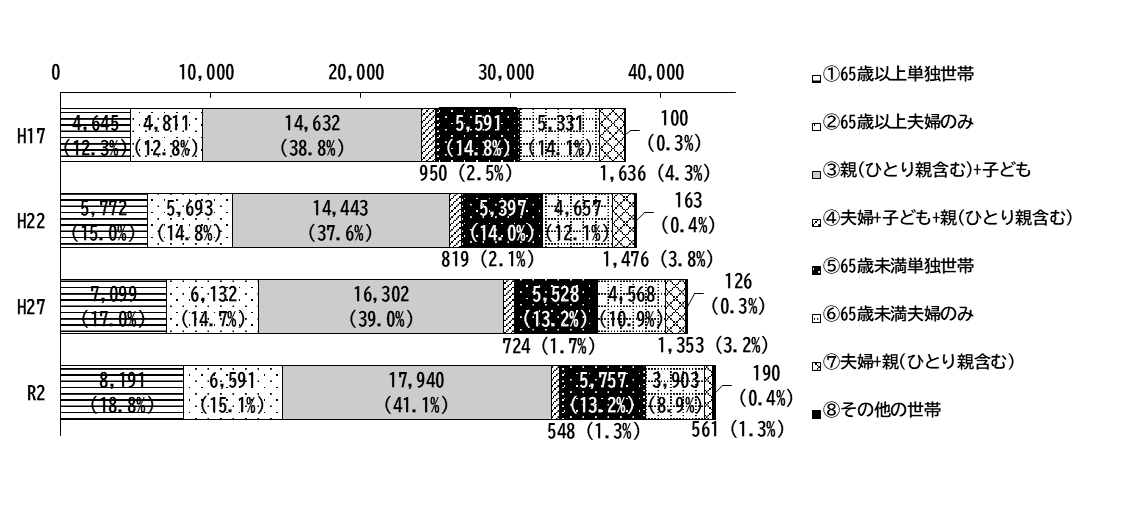 0 10,000 20,000 30,000 40,000
H17
4,645 4,811 14,632 5,591 5,331 100
(12.3%) (12.8%) (38.8%) (14.8%) (14.1%) (0.3%)
950 (2.5%) 1,636 (4.3%)
H22
5,772 5,693 14,443 5,397 4,657 163
(15.0%) (14.8%) (37.6%) (14.0%) (12.1%) (0.4%)
819 (2.1%) 1,476 (3.8%)
H27
7,099 6,132 16,302 5,528 4,568 126
(17.0%) (14.7%) (39.0%) (13.2%) (10.9%) (0.3%)
724 (1.7%) 1,353 (3.2%)
R2
8,191 6,591 17,940 5,757 3,903 190
(18.8%) (15.1%) (41.1%) (13.2%) (8.9%) (0.4%)
548 (1.3%) 561 (1.3%)
①65歳以上単独世帯
②65歳以上夫婦のみ
③親(ひとり親含む)+子ども
④夫婦+子ども+親(ひとり親含む)
⑤65歳未満単独世帯
⑥65歳未満夫婦のみ
⑦夫婦+親(ひとり親含む)
⑧その他の世帯